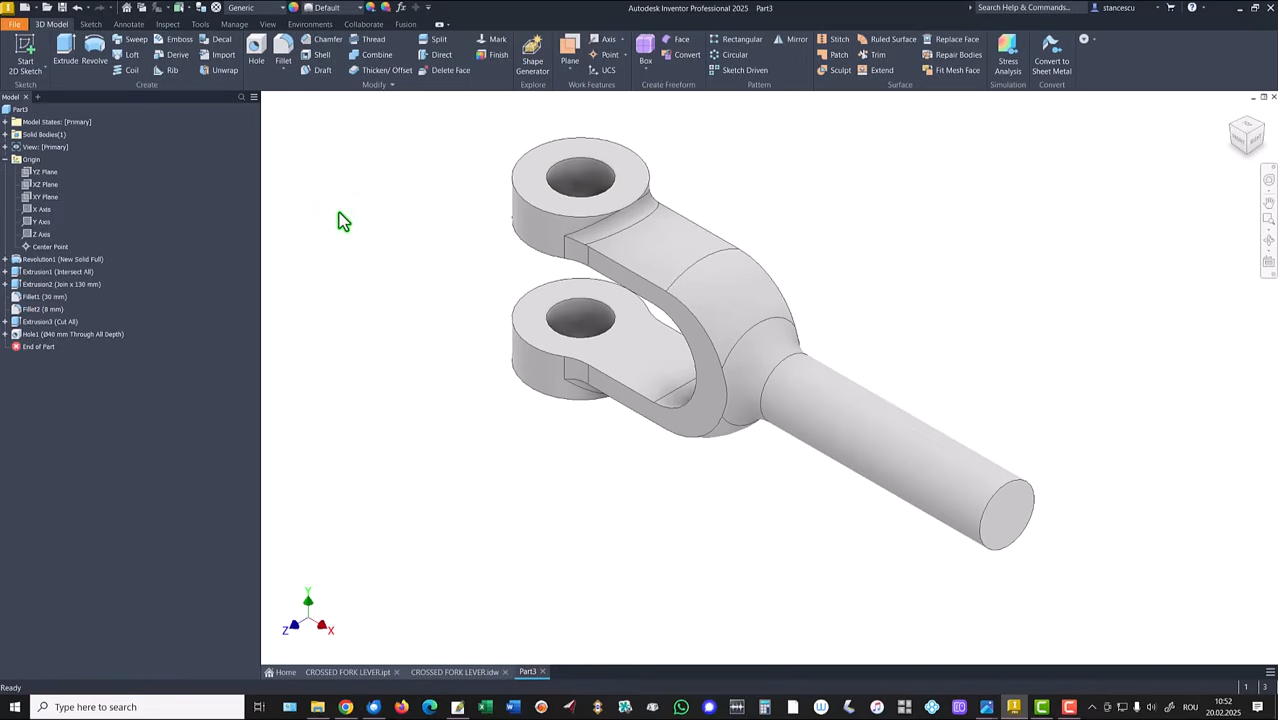 Generic
Default
Autodesk Inventor Professional 2025 Part3
Search Help & Commands...
stancescu
File
3D Model
Sketch
Annotate
Inspect
Tools
Manage
View
Environments
Collaborate
Fusion
Start
2D Sketch
Extrude
Revolve
Sweep
Loft
Coil
Emboss
Derive
Rib
Decal
Import
Unwrap
Hole
Fillet
Chamfer
Shell
Draft
Thread
Combine
Thicken/ Offset
Split
Direct
Delete Face
Mark
Finish
Shape
Generator
Plane
Axis
Point
UCS
Box
Face
Convert
Rectangular
Circular
Sketch Driven
Mirror
Stitch
Patch
Sculpt
Ruled Surface
Trim
Extend
Replace Face
Repair Bodies
Fit Mesh Face
Stress
Analysis
Convert to
Sheet Metal
Sketch
Create
Modify
Explore
Work Features
Create Freeform
Pattern
Surface
Simulation
Convert
Model
Part3
Model States: [Primary]
Solid Bodies(1)
View: [Primary]
Origin
YZ Plane
XZ Plane
XY Plane
X Axis
Y Axis
Z Axis
Center Point
Revolution1 (New Solid Full)
Extrusion1 (Intersect All)
Extrusion2 (Join x 130 mm)
Fillet1 (30 mm)
Fillet2 (8 mm)
Extrusion3 (Cut All)
Hole1 (Ø40 mm Through All Depth)
End of Part
TOP
FRONT
RIGHT
Y
Z
X
Home
CROSSED FORK LEVER.ipt
CROSSED FORK LEVER.idw
Part3
Ready
1
3
Type here to search
ROU
10:52
20.02.2025